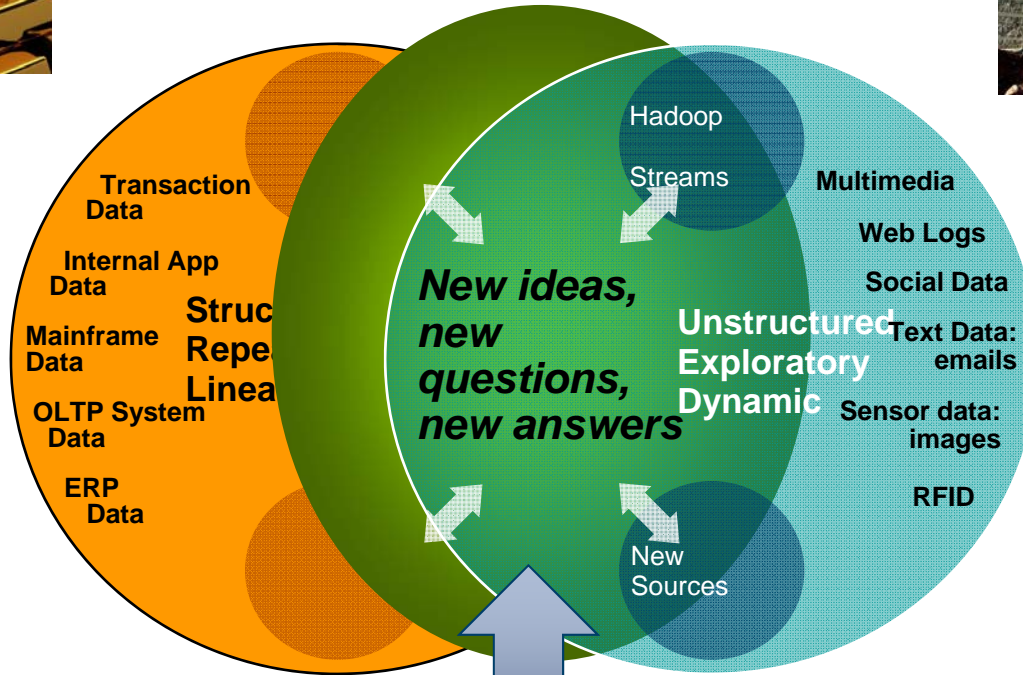 Transaction
Data
Internal App
Data
Mainframe
Data
OLTP System
Data
ERP
Data
Struc
Repea
Linea
New ideas,
new
questions,
new answers
Hadoop
Streams
New
Sources
Unstructured
Exploratory
Dynamic
Multimedia
Web Logs
Social Data
Text Data:
emails
Sensor data:
images
RFID